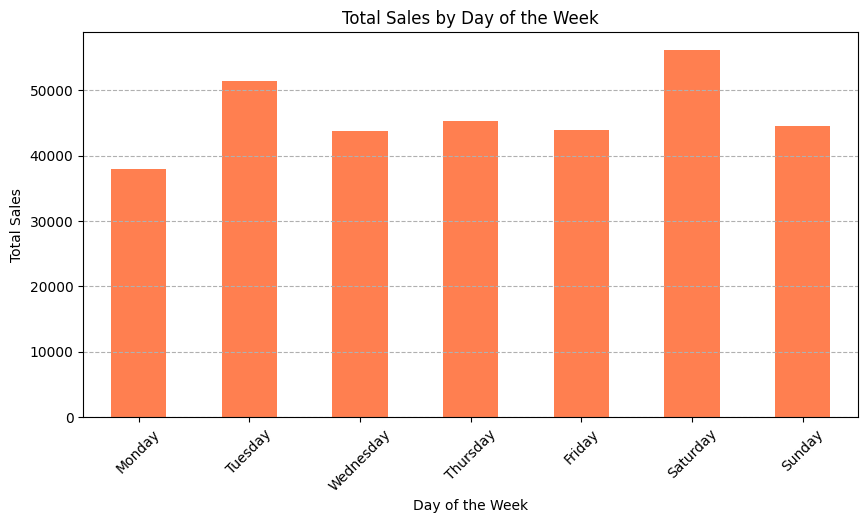 Total Sales by Day of the Week
Total Sales
50000
40000
30000
20000
10000
0
Monday
Tuesday
Wednesday
Thursday
Friday
Saturday
Sunday
Day of the Week